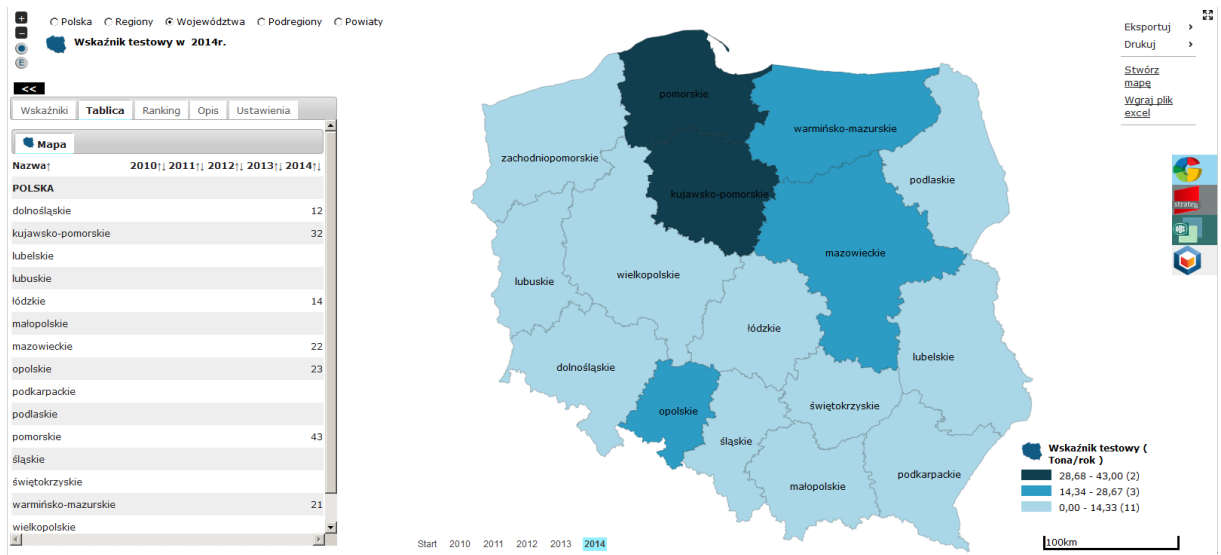 Polska Regiony Województwa Podregiony Powiaty
Wskaźnik testowy w 2014r.
E
<<
Wskaźniki Tablica Ranking Opis Ustawienia
Mapa
Nazwa↑ 2010↑↓ 2011↑↓ 2012↑↓ 2013↑↓ 2014↑↓
POLSKA
dolnośląskie 12
kujawsko-pomorskie 32
lubelskie
lubuskie
łódzkie 14
małopolskie
mazowieckie 22
opolskie 23
podkarpackie
podlaskie
pomorskie 43
śląskie
świętokrzyskie
warmińsko-mazurskie 21
wielkopolskie
pomorskie
warmińsko-mazurskie
zachodniopomorskie
podlaskie
kujawsko-pomorskie
mazowieckie
wielkopolskie
lubuskie
łódzkie
lubelskie
dolnośląskie
opolskie
świętokrzyskie
śląskie
podkarpackie
małopolskie
Start 2010 2011 2012 2013 2014
Eksportuj ›
Drukuj ›
Stwórz
mapę
Wgraj plik
excel
strateg
Wskaźnik testowy (
Tona/rok )
28,68 - 43,00 (2)
14,34 - 28,67 (3)
0,00 - 14,33 (11)
100km